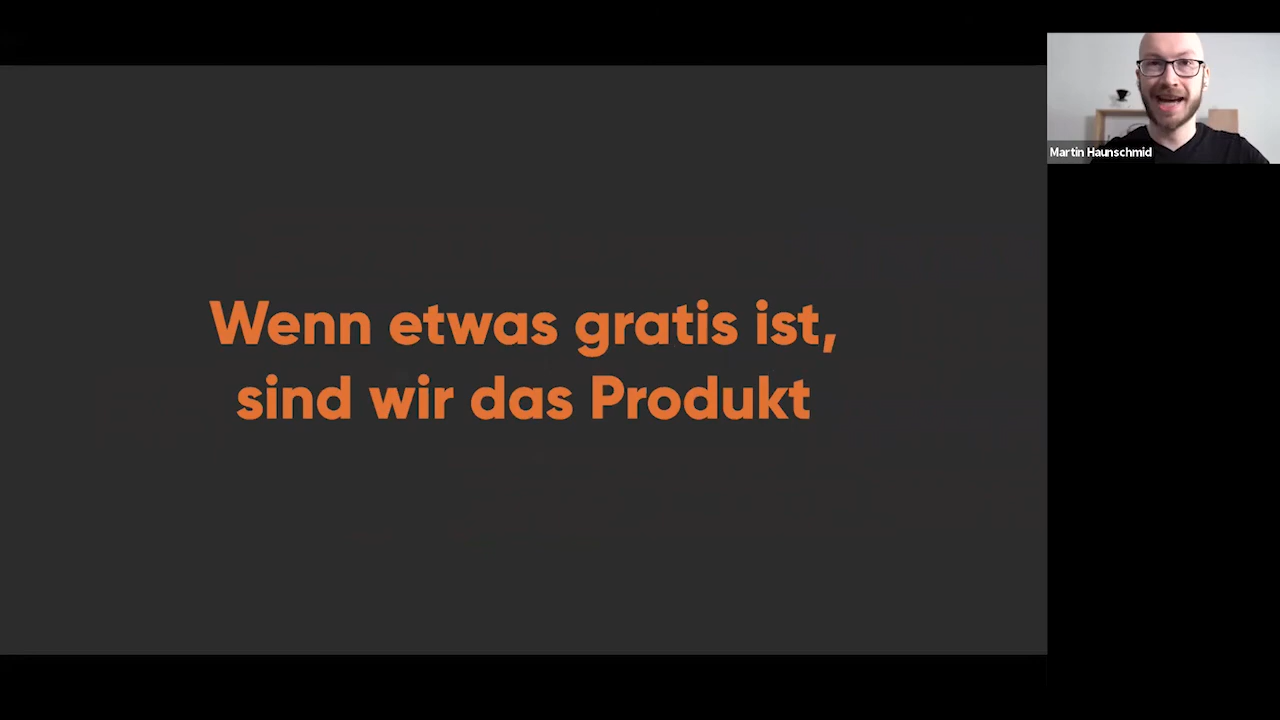 Wenn etwas gratis ist,
sind wir das Produkt
Martin Haunschmid